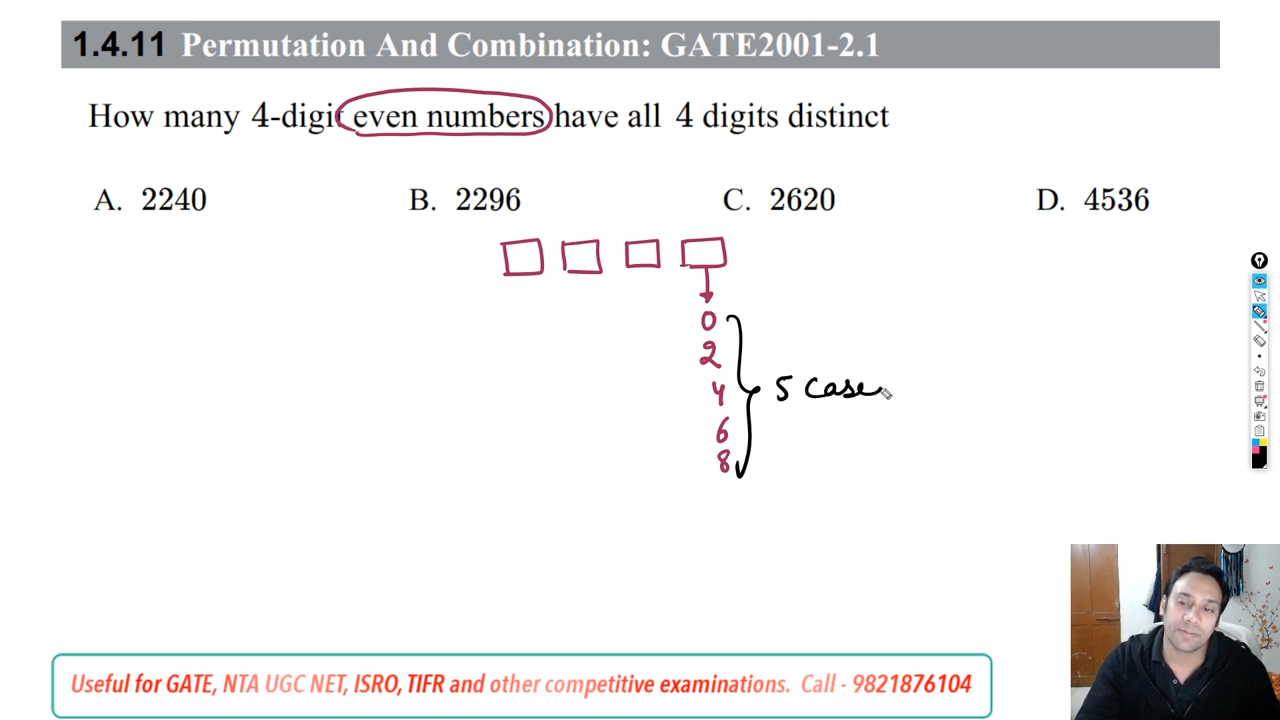 1.4.11 Permutation And Combination: GATE2001-2.1
How many 4-digit even numbers have all 4 digits distinct
A. 2240 B. 2296 C. 2620 D. 4536
0
2
4
6
8
5 case
Useful for GATE, NTA UGC NET, ISRO, TIFR and other competitive examinations. Call - 9821876104